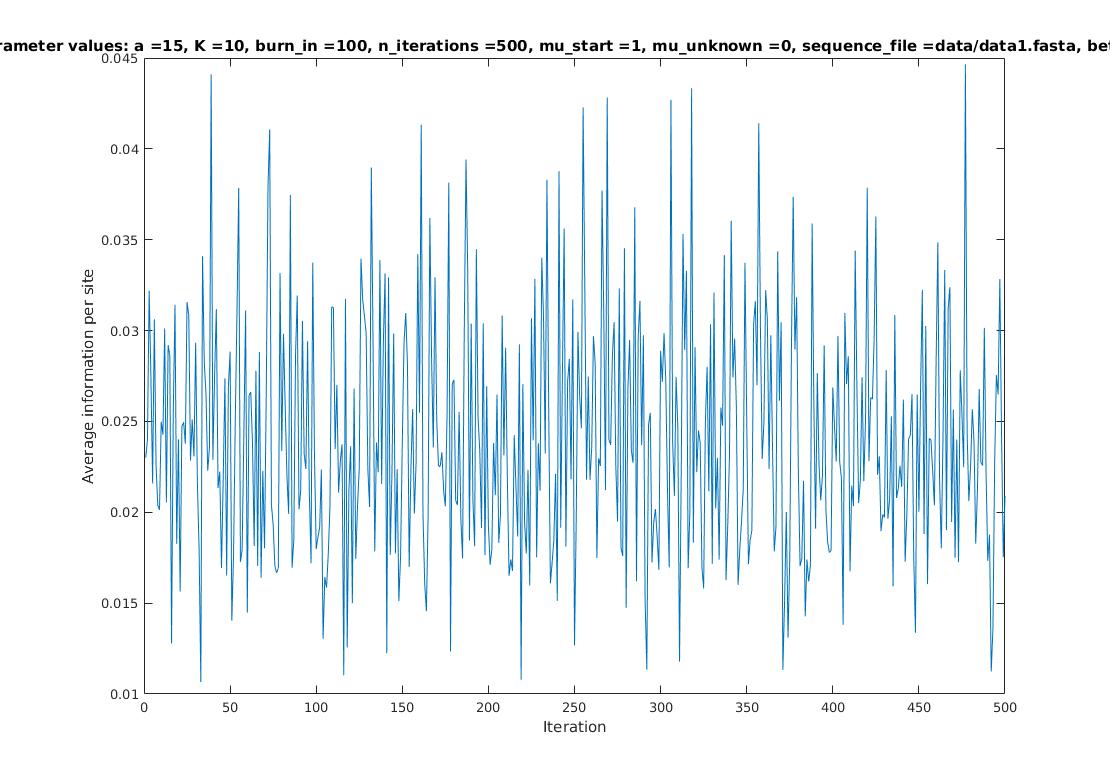 rameter values: a =15, K =10, burn_in =100, n_iterations =500, mu_start =1, mu_unknown =0, sequence_file =data/data1.fasta, bet
0.045
0.04
0.035
0.03
0.025
0.02
0.015
0.01
Average information per site
0 50 100 150 200 250 300 350 400 450 500
Iteration